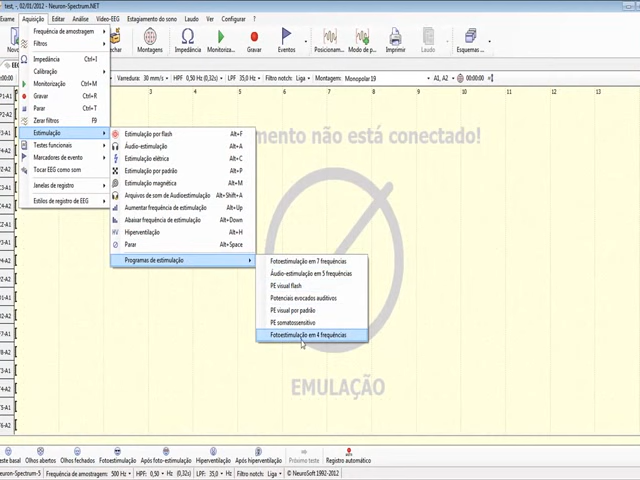 test, -, 02/01/2012 - Neuron-Spectrum.NET
Exame Aquisição Editar Análise Vídeo-EEG Estagiamento do sono Laudo Ver Configurar ?
Montagens Impedância Monitoriza... Gravar Eventos Posicionam... Modo de p... Imprimir Laudo Esquemas ...
Varredura: 30 mm/s HPF: 0,50 Hz (0,32s) LPF: 35,0 Hz Filtro notch: Liga Montagem: Monopolar 19 A1, A2 00:00:00
3 4 5 6 7 8 9 10 11 12 13
Frequência de amostragem
Filtros
Impedância Ctrl+I
Calibração
Monitorização Ctrl+M
Gravar Ctrl+R
Parar Ctrl+T
Zerar filtros F9
Estimulação
Testes funcionais
Marcadores de evento
Tocar EEG como som
Janelas de registro
Estilos de registro de EEG
Estimulação por flash Alt+F
Áudio-estimulação Alt+A
Estimulação elétrica Alt+C
Estimulação por padrão Alt+P
Estimulação magnética Alt+M
Arquivos de som de Audioestimulação Alt+Shift+A
Aumentar frequência de estimulação Alt+Up
Abaixar frequência de estimulação Alt+Down
Hiperventilação Alt+H
Parar Alt+Space
Programas de estimulação
Fotoestimulação em 7 frequências
Áudio-estimulação em 5 frequências
PE visual flash
Potenciais evocados auditivos
PE visual por padrão
PE somatossensitivo
Fotoestimulação em 4 frequências
mento não está conectado!
EMULAÇÃO
Olhos abertos Olhos fechados Fotoestimulação Após foto-estimulação Hiperventilação Após hiperventilação Próximo teste Registro automático
Neuron-Spectrum-5 Frequência de amostragem: 500 Hz HPF: 0,50 Hz (0,32s) LPF: 35,0 Hz Filtro notch: Liga © NeuroSoft 1992-2012